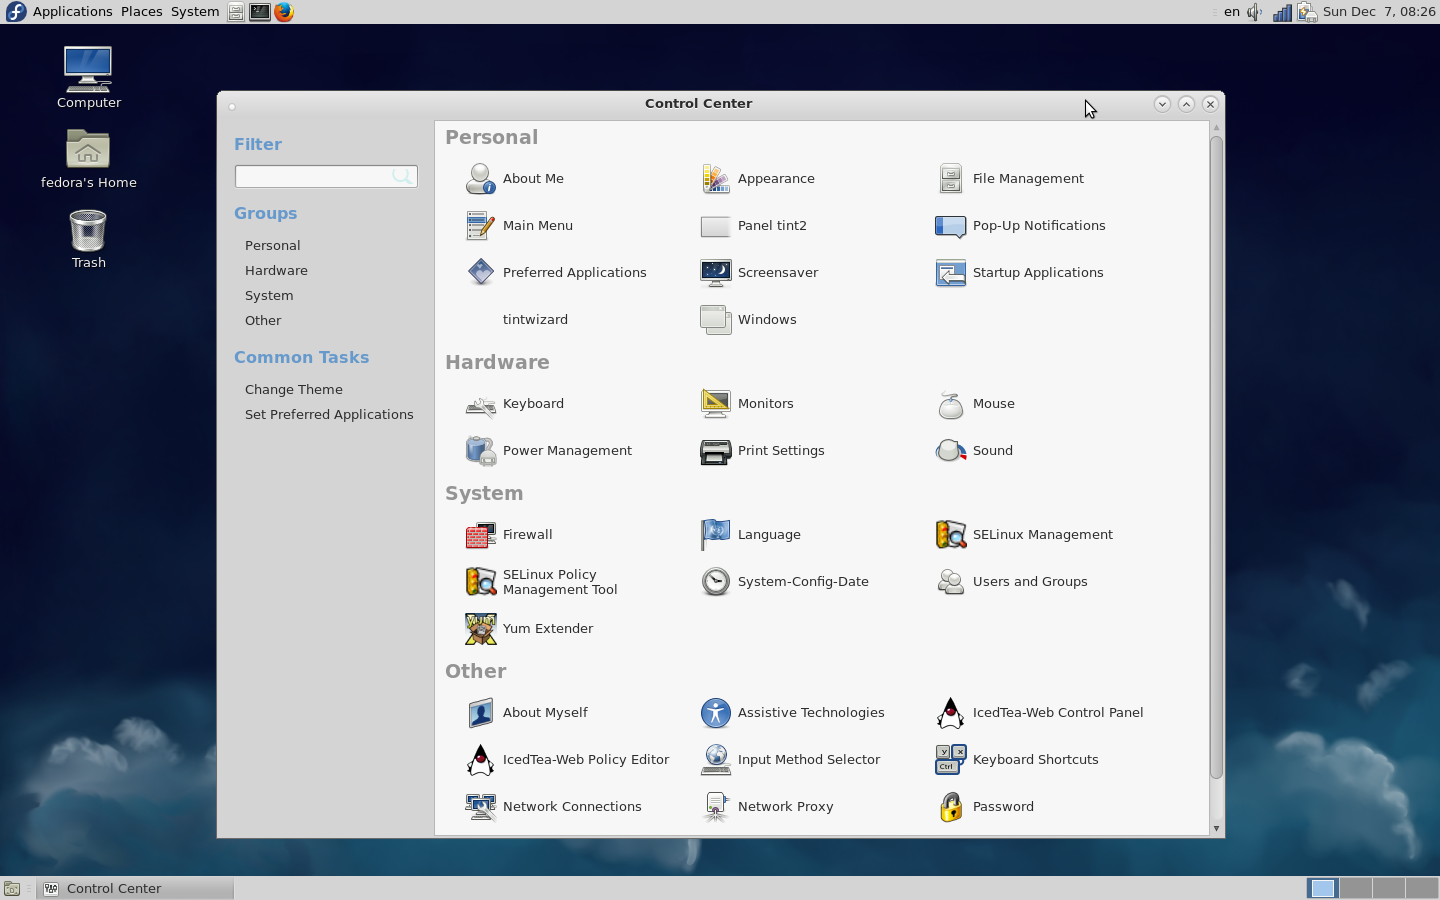 Applications Places System
en Sun Dec 7, 08:26
Computer
fedora's Home
Trash
Control Center
Filter
Groups
Personal
Hardware
System
Other
Common Tasks
Change Theme
Set Preferred Applications
Personal
About Me
Appearance
File Management
Main Menu
Panel tint2
Pop-Up Notifications
Preferred Applications
Screensaver
Startup Applications
tintwizard
Windows
Hardware
Keyboard
Monitors
Mouse
Power Management
Print Settings
Sound
System
Firewall
Language
SELinux Management
SELinux Policy
Management Tool
System-Config-Date
Users and Groups
Yum Extender
Other
About Myself
Assistive Technologies
IcedTea-Web Control Panel
IcedTea-Web Policy Editor
Input Method Selector
Y X
Ctrl
Keyboard Shortcuts
Network Connections
Network Proxy
Password
Control Center